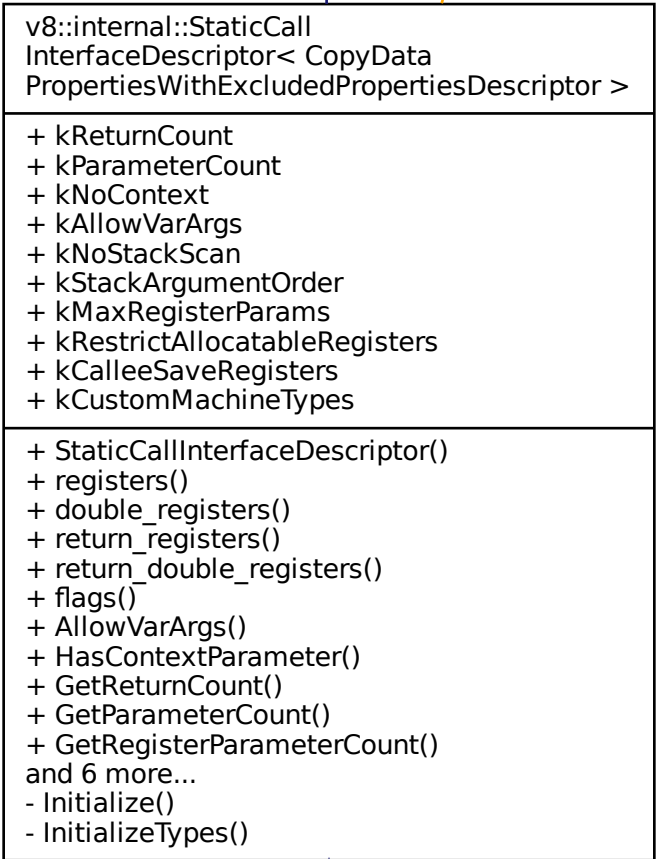 v8::internal::StaticCall
InterfaceDescriptor< CopyData
PropertiesWithExcludedPropertiesDescriptor >
+ kReturnCount
+ kParameterCount
+ kNoContext
+ kAllowVarArgs
+ kNoStackScan
+ kStackArgumentOrder
+ kMaxRegisterParams
+ kRestrictAllocatableRegisters
+ kCalleeSaveRegisters
+ kCustomMachineTypes
+ StaticCallInterfaceDescriptor()
+ registers()
+ double_registers()
+ return_registers()
+ return_double_registers()
+ flags()
+ AllowVarArgs()
+ HasContextParameter()
+ GetReturnCount()
+ GetParameterCount()
+ GetRegisterParameterCount()
and 6 more...
- Initialize()
- InitializeTypes()